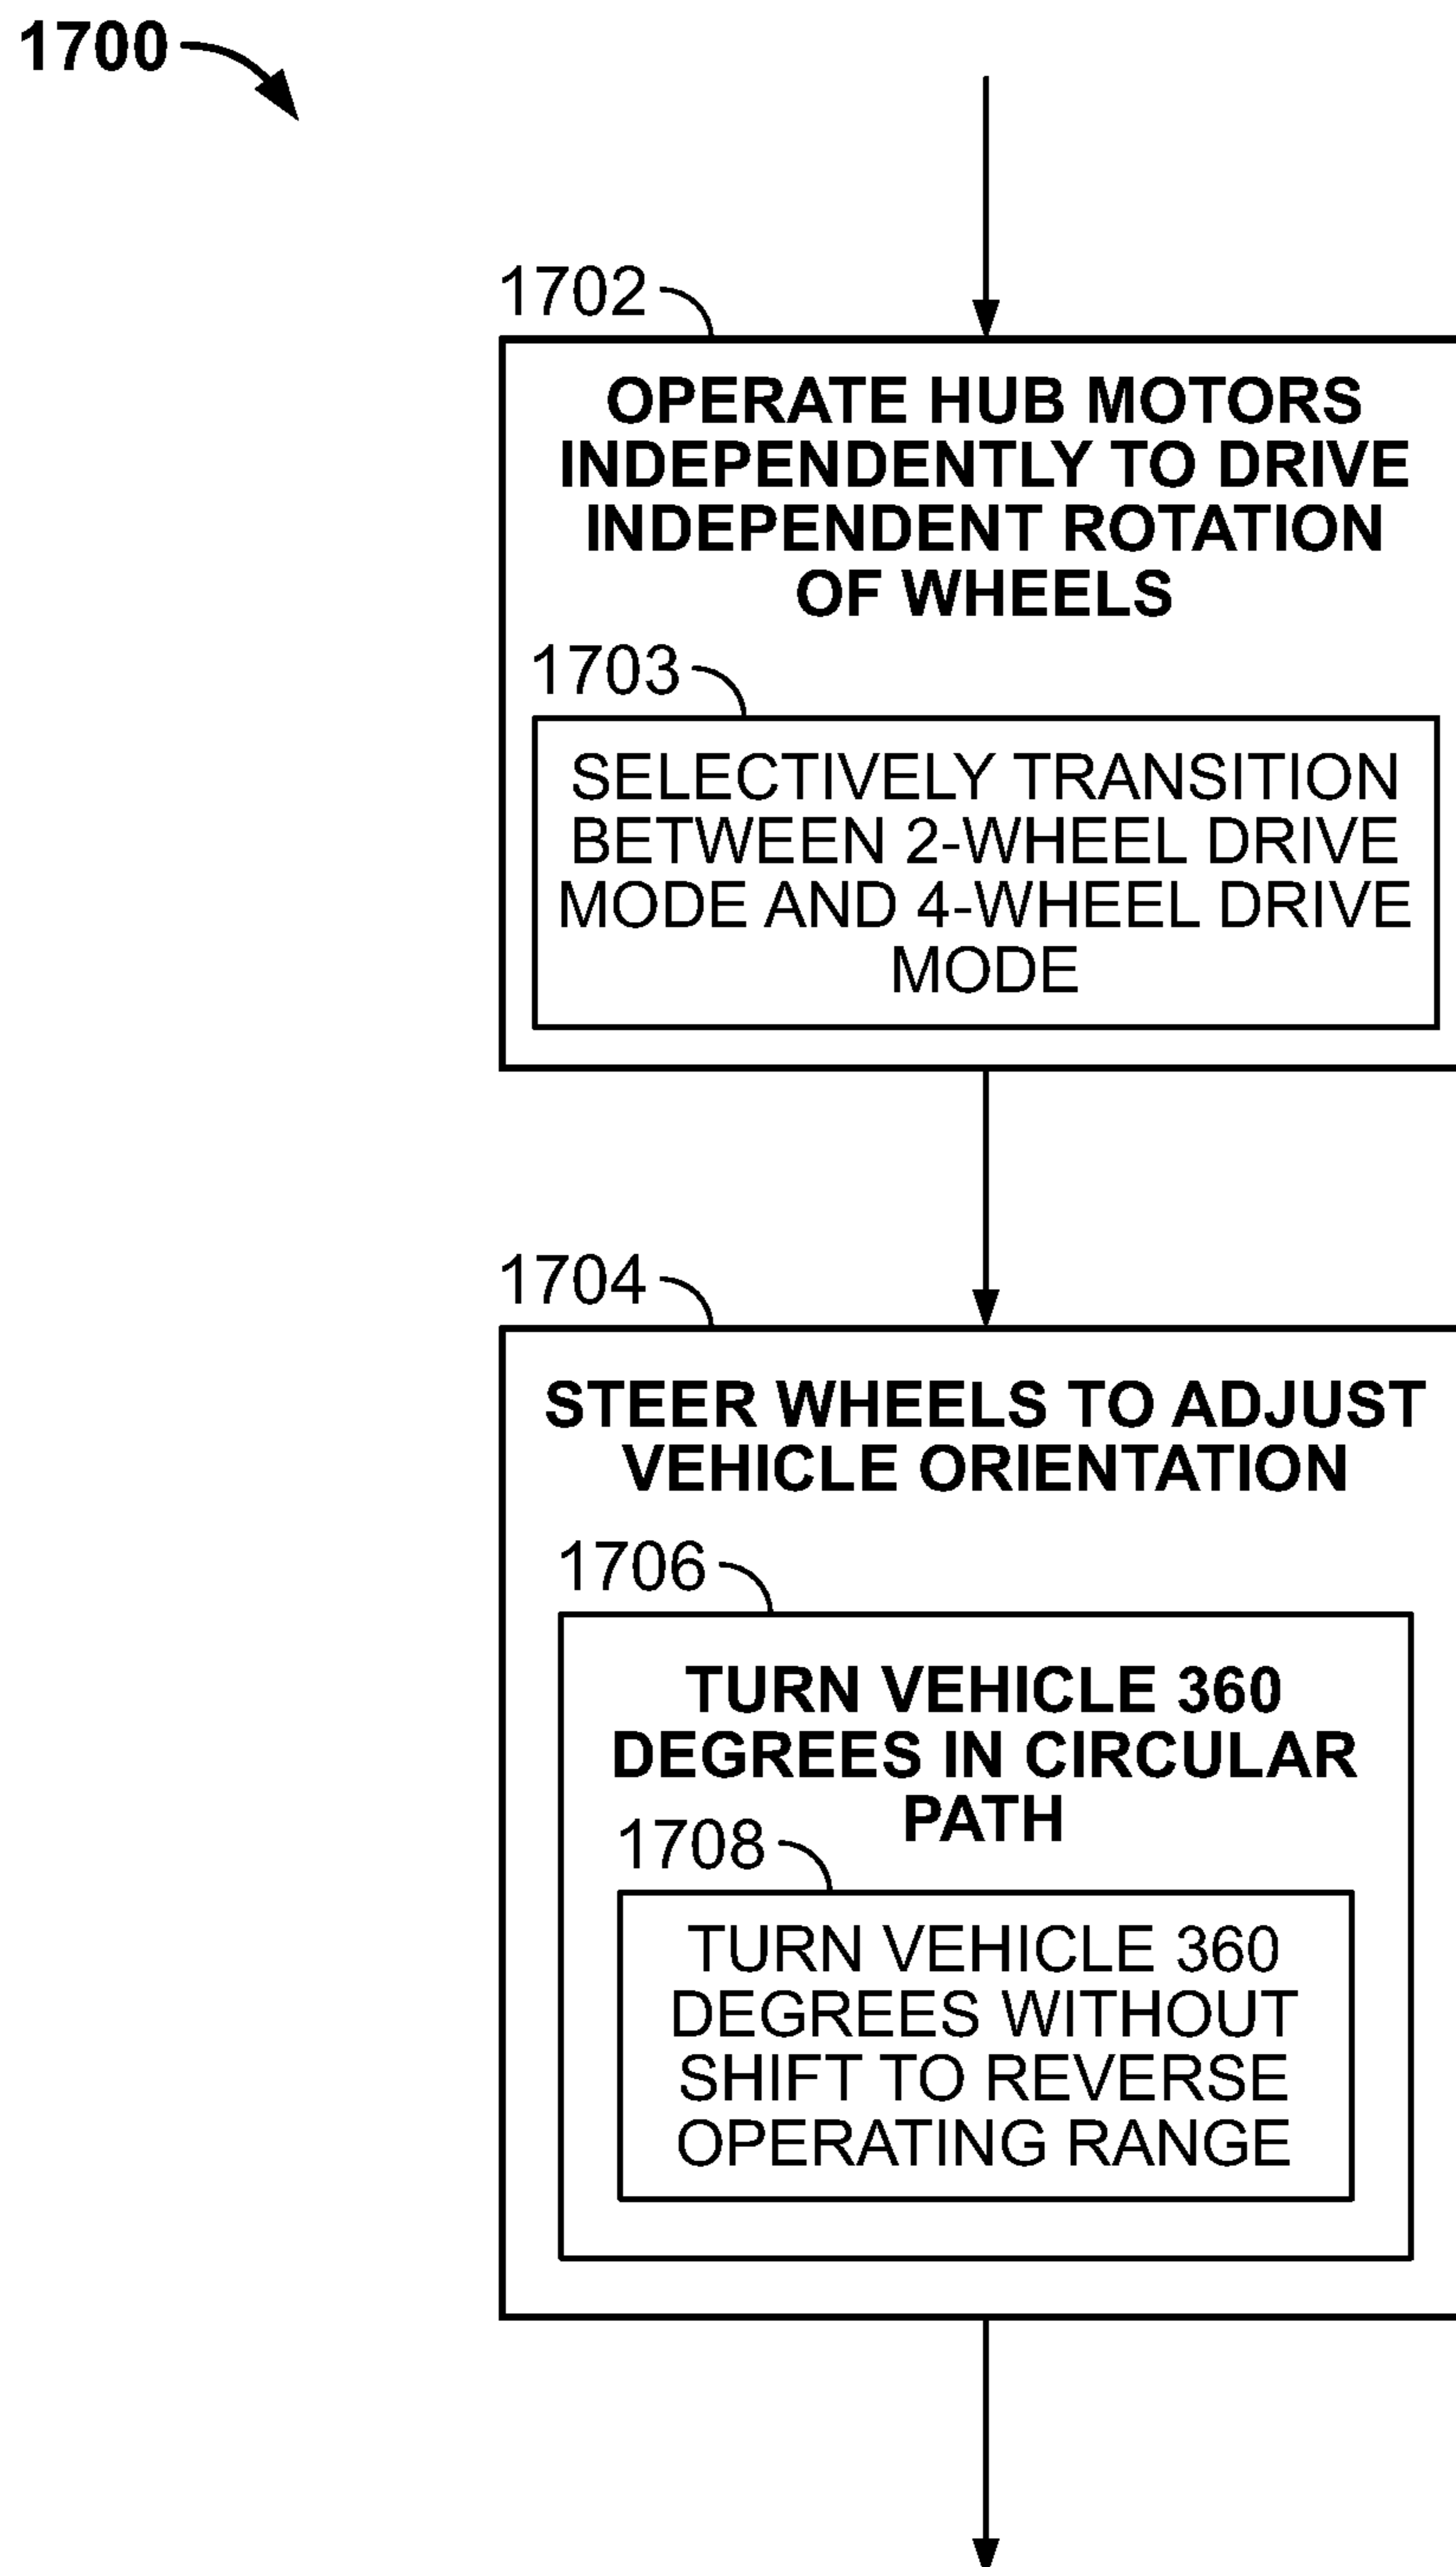 1700
1702
OPERATE HUB MOTORS
INDEPENDENTLY TO DRIVE
INDEPENDENT ROTATION
OF WHEELS
1703
SELECTIVELY TRANSITION
BETWEEN 2-WHEEL DRIVE
MODE AND 4-WHEEL DRIVE
MODE
1704
STEER WHEELS TO ADJUST
VEHICLE ORIENTATION
1706
TURN VEHICLE 360
DEGREES IN CIRCULAR
PATH
1708
TURN VEHICLE 360
DEGREES WITHOUT
SHIFT TO REVERSE
OPERATING RANGE